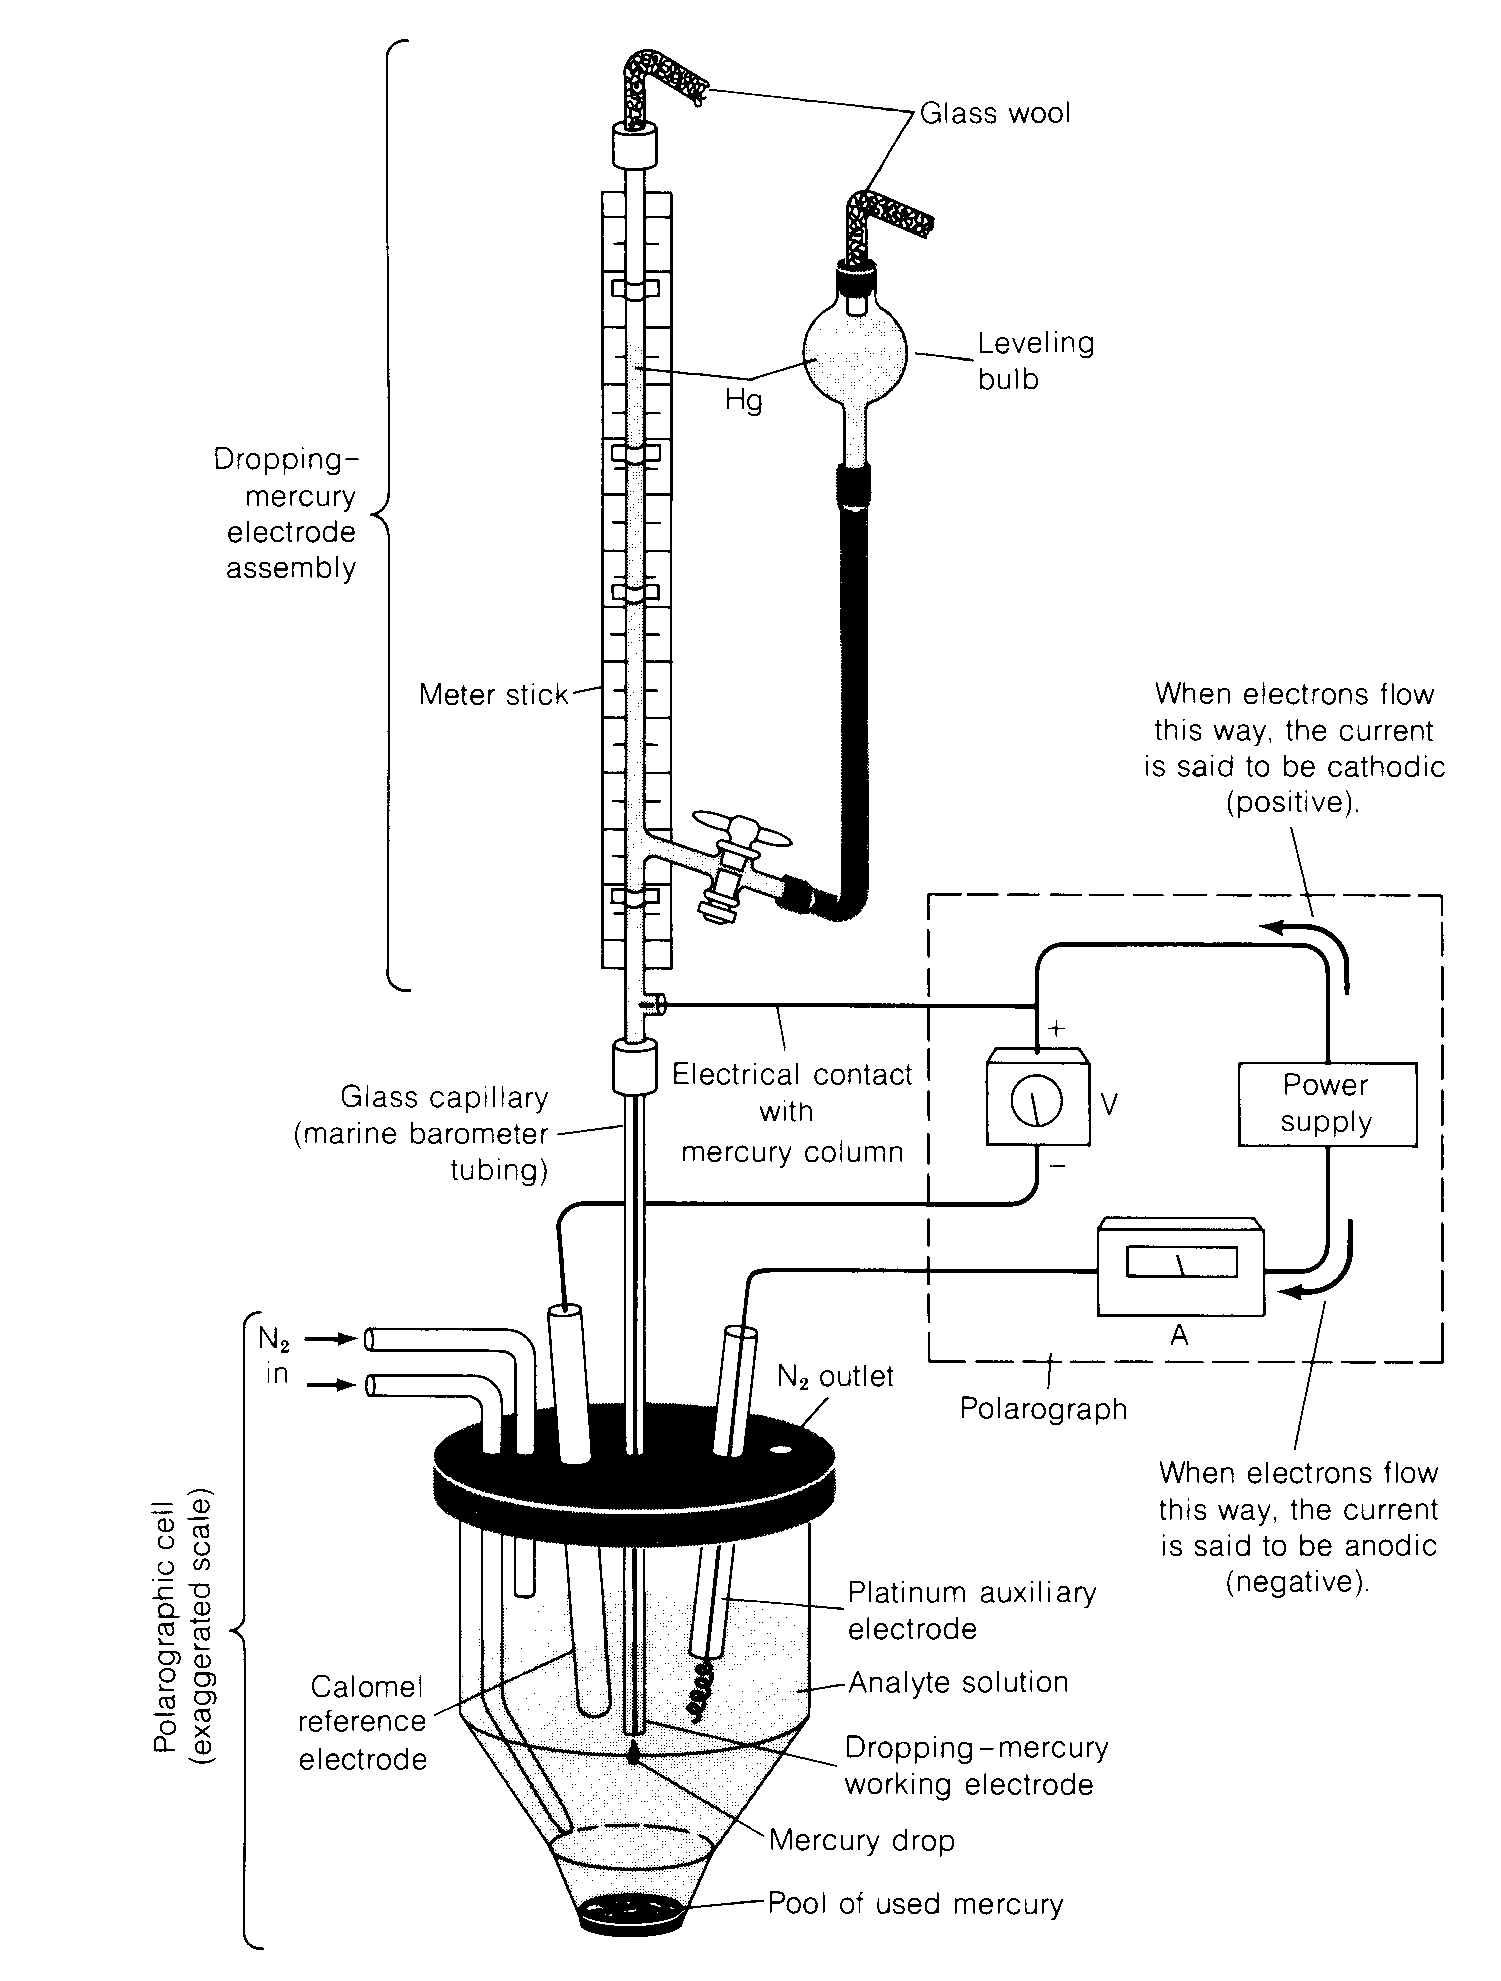 Glass wool
Leveling
bulb
Hg
Dropping–
mercury
electrode
assembly
Meter stick
When electrons flow
this way, the current
is said to be cathodic
(positive).
+
Electrical contact
with
mercury column
Glass capillary
(marine barometer
tubing)
V
Power
supply
–
A
N₂
in
N₂ outlet
Polarograph
When electrons flow
this way, the current
is said to be anodic
(negative).
Polarographic cell
(exaggerated scale)
Platinum auxiliary
electrode
Analyte solution
Calomel
reference
electrode
Dropping–mercury
working electrode
Mercury drop
Pool of used mercury